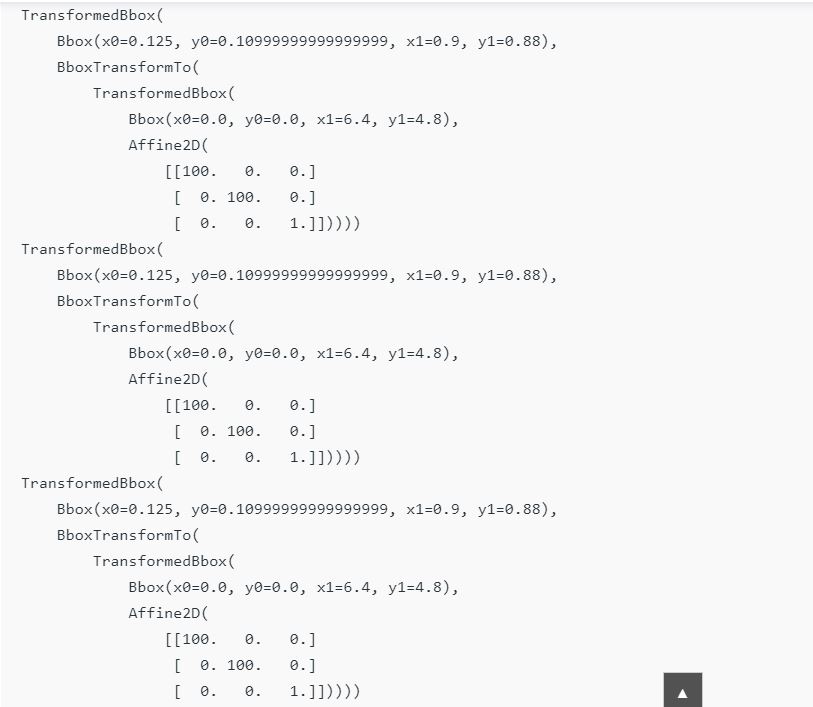 TransformedBbox(
    Bbox(x0=0.125, y0=0.10999999999999999, x1=0.9, y1=0.88),
    BboxTransformTo(
        TransformedBbox(
            Bbox(x0=0.0, y0=0.0, x1=6.4, y1=4.8),
            Affine2D(
                [[100.   0.   0.]
                 [  0. 100.   0.]
                 [  0.   0.   1.]]))))
TransformedBbox(
    Bbox(x0=0.125, y0=0.10999999999999999, x1=0.9, y1=0.88),
    BboxTransformTo(
        TransformedBbox(
            Bbox(x0=0.0, y0=0.0, x1=6.4, y1=4.8),
            Affine2D(
                [[100.   0.   0.]
                 [  0. 100.   0.]
                 [  0.   0.   1.]]))))
TransformedBbox(
    Bbox(x0=0.125, y0=0.10999999999999999, x1=0.9, y1=0.88),
    BboxTransformTo(
        TransformedBbox(
            Bbox(x0=0.0, y0=0.0, x1=6.4, y1=4.8),
            Affine2D(
                [[100.   0.   0.]
                 [  0. 100.   0.]
                 [  0.   0.   1.]]))))